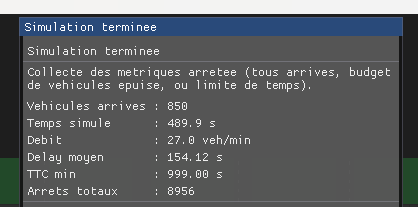 Simulation terminee
Simulation terminee
Collecte des metriques arretee (tous arrives, budget
de vehicules epuise, ou limite de temps).
Vehicules arrives : 850
Temps simule : 489.9 s
Debit : 27.0 veh/min
Delay moyen : 154.12 s
TTC min : 999.00 s
Arrets totaux : 8956